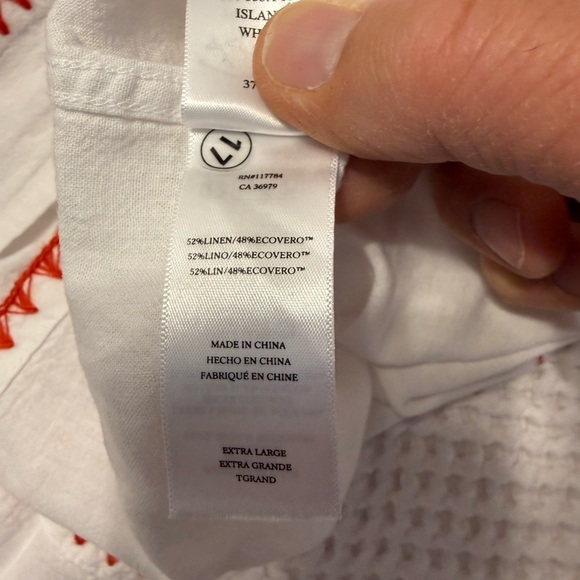 ISLAN
WH
37
17
RN#117784
CA 36979
52%LINEN/48%ECOVERO™
52%LINO/48%ECOVERO™
52%LIN/48%ECOVERO™
MADE IN CHINA
HECHO EN CHINA
FABRIQUÉ EN CHINE
EXTRA LARGE
EXTRA GRANDE
TGRAND